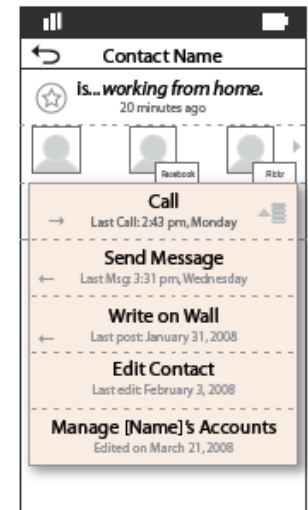 Contact Name
is...working from home.
20 minutes ago
Facebook
Flickr
Call
Last Call: 2:43 pm, Monday
Send Message
Last Msg: 3:31 pm, Wednesday
Write on Wall
Last post: January 31, 2008
Edit Contact
Last edit: February 3, 2008
Manage [Name]'s Accounts
Edited on March 21, 2008